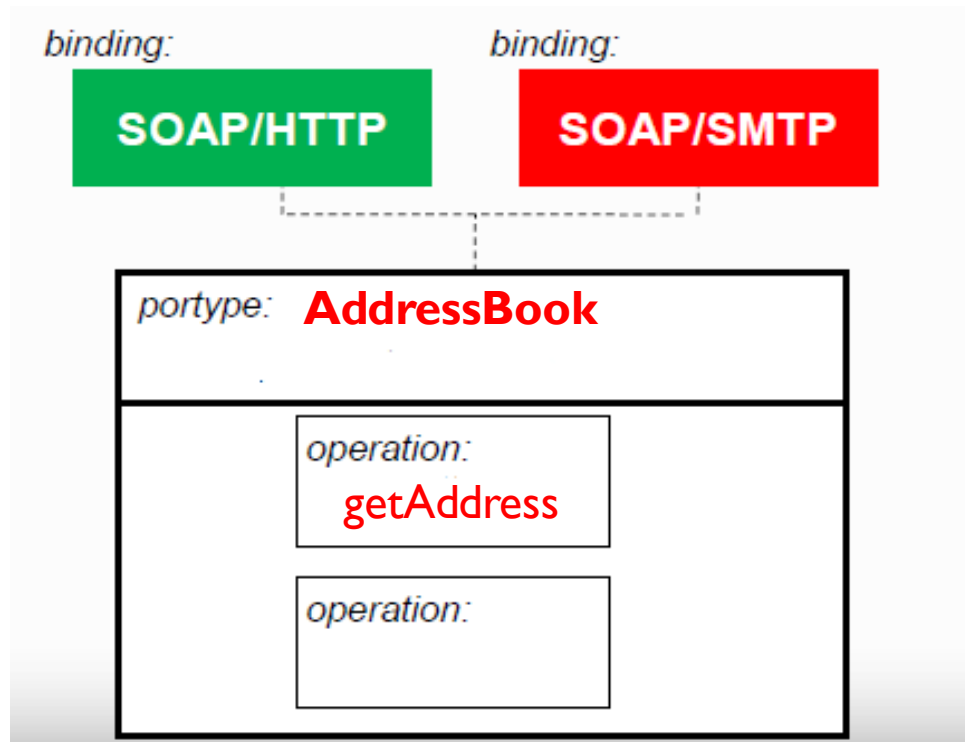 binding:
binding:
SOAP/HTTP
SOAP/SMTP
portype: AddressBook
operation:
getAddress
operation: